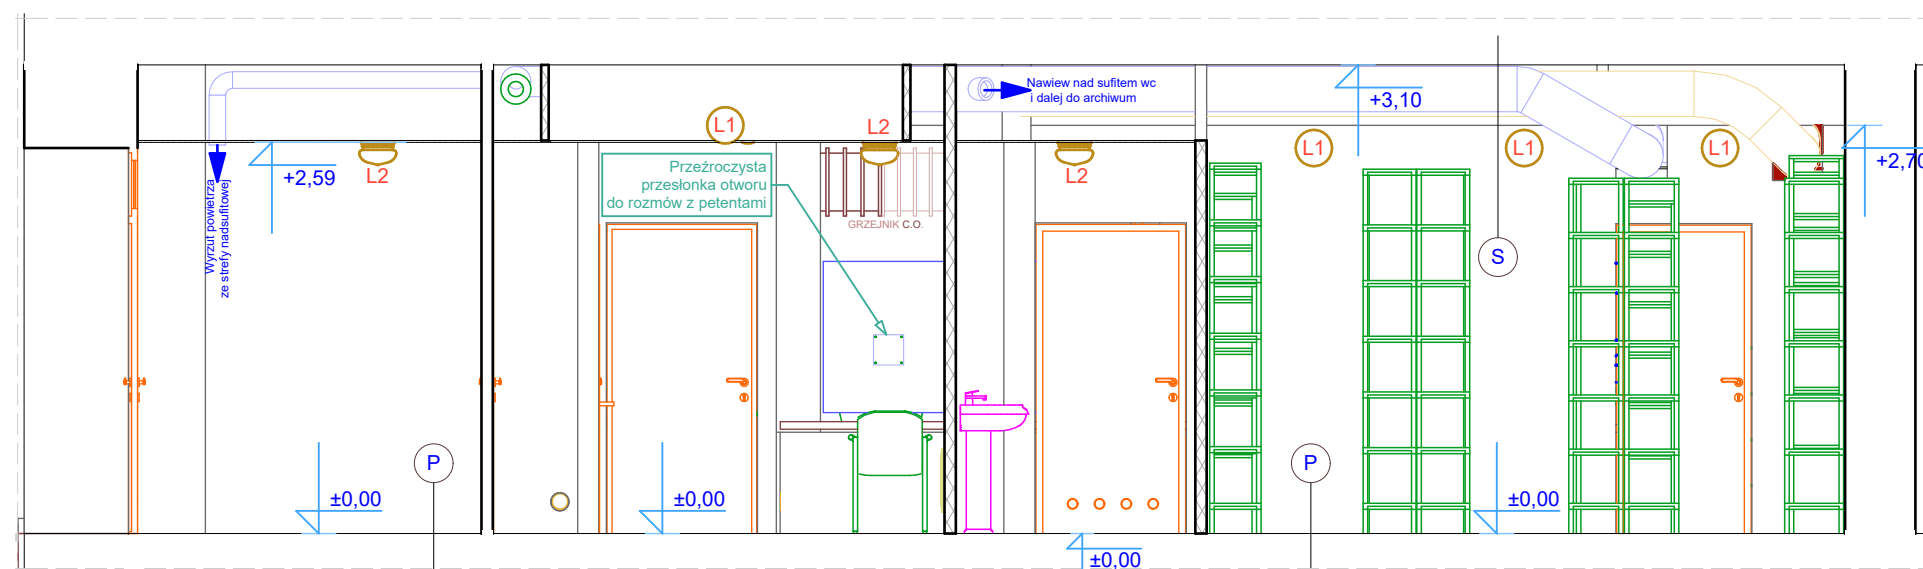 Nawiew nad sufitem wc
i dalej do archiwum
+3,10
L1
L2
L1
L1
L1
+2,59
L2
Przeźroczysta
przesłonka otworu
do rozmów z petentami
L2
+2,70
Wyrzut powietrza
ze strefy nadsufitowej
GRZEJNIK C.O.
S
P
P
±0,00
±0,00
±0,00
±0,00